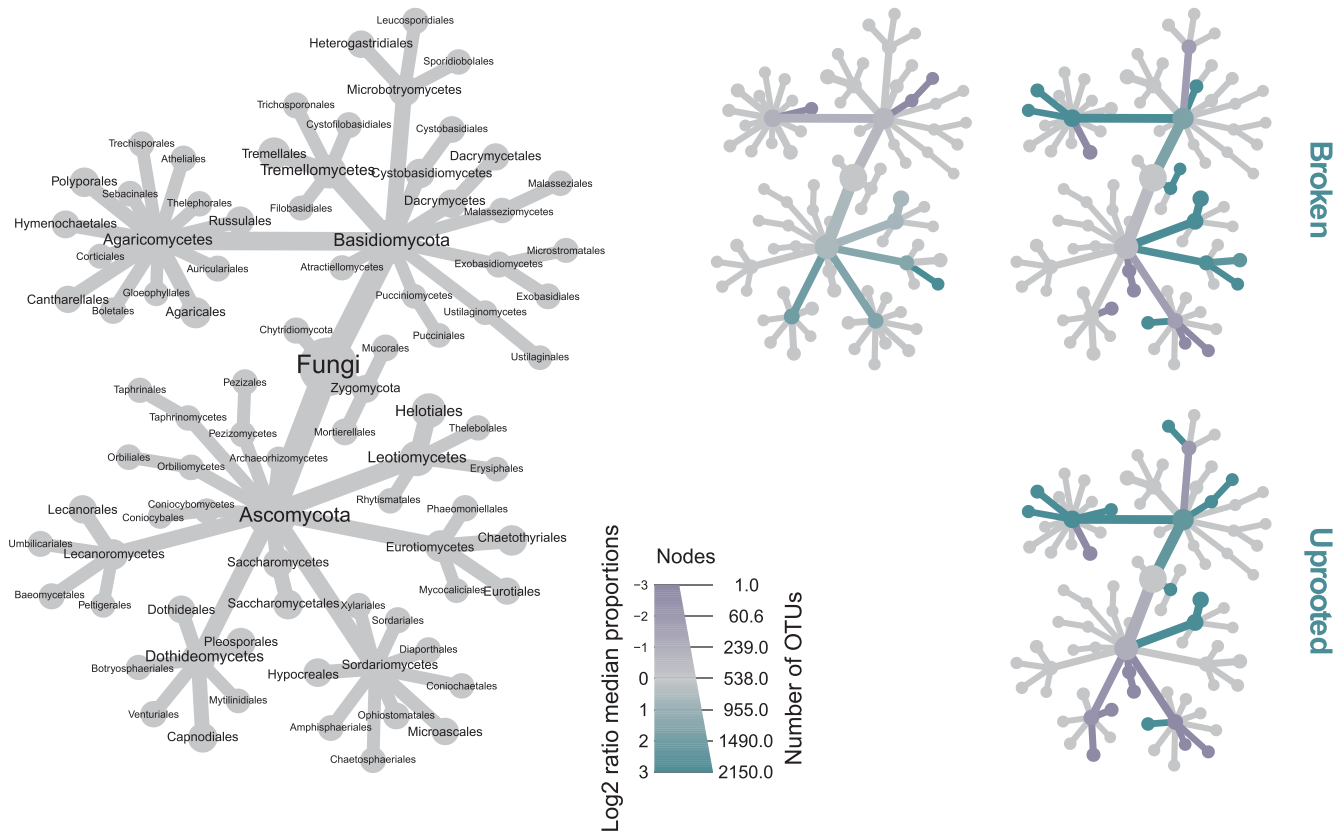 Leucosporidiales
Heterogastridiales
Sporidiobolales
Microbotryomycetes
Trichosporonales
Cystofilobasidiales
Cystobasidiales
Trechisporales
Atheliales
Tremellales
Dacrymycetales
Tremellomycetes
Cystobasidiomycetes
Polyporales
Malasseziales
Sebacinales
Thelephorales
Dacrymycetes
Filobasidiales
Malasseziomycetes
Hymenochaetales
Russulales
Agaricomycetes
Basidiomycota
Microstromatales
Corticiales
Auriculariales
Atractiellomycetes
Exobasidiomycetes
Cantharellales
Gloeophyllales
Pucciniomycetes
Exobasidiales
Boletales
Agaricales
Ustilaginomycetes
Chytridiomycota
Pucciniales
Mucorales
Ustilaginales
Fungi
Zygomycota
Taphrinales
Pezizales
Helotiales
Taphrinomycetes
Pezizomycetes
Mortierellales
Thelebolales
Orbiliales
Orbiliomycetes
Archaeorhizomycetes
Leotiomycetes
Erysiphales
Lecanorales
Coniocybomycetes
Coniocybales
Ascomycota
Rhytismatales
Phaeomoniellales
Umbilicariales
Lecanoromycetes
Eurotiomycetes
Chaetothyriales
Saccharomycetes
Baeomycetales
Peltigerales
Dothideales
Saccharomycetales
Xylariales
Mycocaliciales
Eurotiales
Sordariales
Pleosporales
Dothideomycetes
Diaporthales
Botryosphaeriales
Hypocreales
Sordariomycetes
Coniochaetales
Mytilinidiales
Venturiales
Ophiostomatales
Capnodiales
Amphisphaeriales
Microascales
Chaetosphaeriales
Broken
Uprooted
Nodes
Log2 ratio median proportions
Number of OTUs
−3 1.0
−2 60.6
−1 239.0
0 538.0
1 955.0
2 1490.0
3 2150.0